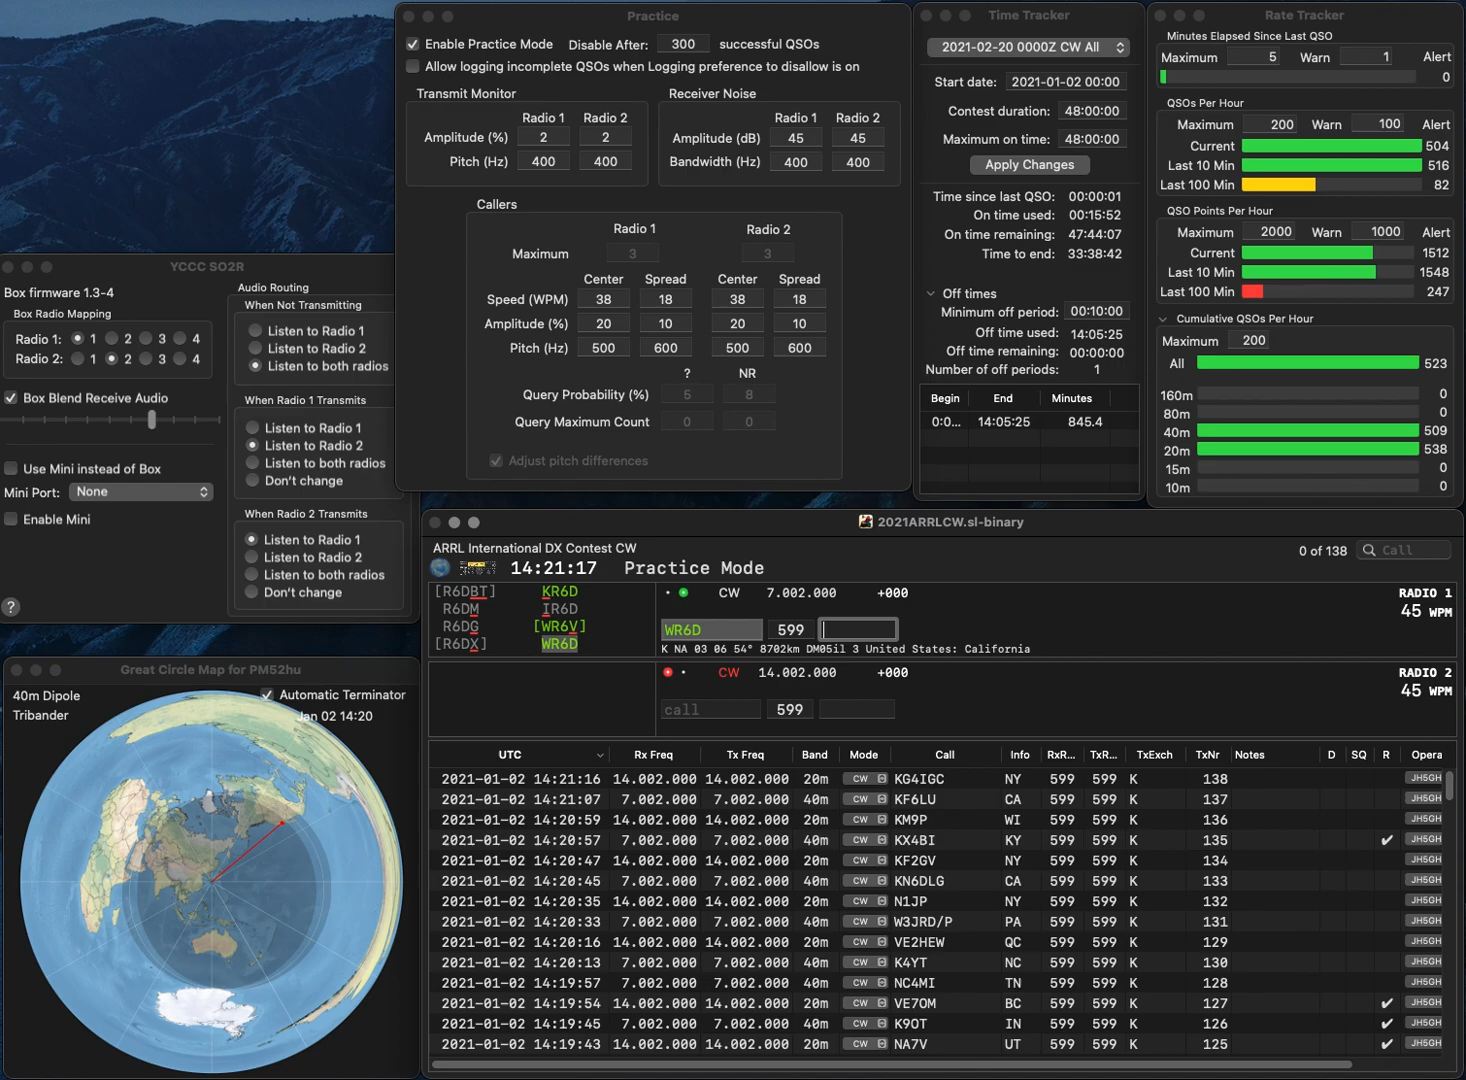 Practice
Enable Practice Mode Disable After: 300 successful QSOs
Allow logging incomplete QSOs when Logging preference to disallow is on
Transmit Monitor
Radio 1 Radio 2
Amplitude (%) 2 2
Pitch (Hz) 400 400
Receiver Noise
Radio 1 Radio 2
Amplitude (dB) 45 45
Bandwidth (Hz) 400 400
Callers
Radio 1 Radio 2
Maximum 3 3
Center Spread Center Spread
Speed (WPM) 38 18 38 18
Amplitude (%) 20 10 20 10
Pitch (Hz) 500 600 500 600
? NR
Query Probability (%) 5 8
Query Maximum Count 0 0
Adjust pitch differences
Time Tracker
2021-02-20 0000Z CW All
Start date: 2021-01-02 00:00
Contest duration: 48:00:00
Maximum on time: 48:00:00
Apply Changes
Time since last QSO: 00:00:01
On time used: 00:15:52
On time remaining: 47:44:07
Time to end: 33:38:42
Off times
Minimum off period: 00:10:00
Off time used: 14:05:25
Off time remaining: 00:00:00
Number of off periods: 1
Begin End Minutes
0:0... 14:05:25 845.4
Rate Tracker
Minutes Elapsed Since Last QSO
Maximum 5 Warn 1 Alert
0
QSOs Per Hour
Maximum 200 Warn 100 Alert
Current 504
Last 10 Min 516
Last 100 Min 82
QSO Points Per Hour
Maximum 2000 Warn 1000 Alert
Current 1512
Last 10 Min 1548
Last 100 Min 247
Cumulative QSOs Per Hour
Maximum 200
All 523
160m 0
80m 0
40m 509
20m 538
15m 0
10m 0
YCCC SO2R
Box firmware 1.3-4
Box Radio Mapping
Radio 1: 1 2 3 4
Radio 2: 1 2 3 4
Box Blend Receive Audio
Use Mini instead of Box
Mini Port: None
Enable Mini
?
Audio Routing
When Not Transmitting
Listen to Radio 1
Listen to Radio 2
Listen to both radios
When Radio 1 Transmits
Listen to Radio 1
Listen to Radio 2
Listen to both radios
Don't change
When Radio 2 Transmits
Listen to Radio 1
Listen to Radio 2
Listen to both radios
Don't change
Great Circle Map for PM52hu
40m Dipole
Tribander
Automatic Terminator
Jan 02 14:20
2021ARRLCW.sl-binary
ARRL International DX Contest CW
0 of 138 Call
14:21:17 Practice Mode
[R6DBT] KR6D
R6DM IR6D
R6DG [WR6V]
[R6DX] WR6D
CW 7.002.000 +000 RADIO 1
45 WPM
WR6D 599
K NA 03 06 54° 8702km DM05il 3 United States: California
CW 14.002.000 +000 RADIO 2
45 WPM
call 599
UTC Rx Freq Tx Freq Band Mode Call Info RxR... TxR... TxExch TxNr Notes D SQ R Opera
2021-01-02 14:21:16 14.002.000 14.002.000 20m CW KG4IGC NY 599 599 K 138 JH5GH
2021-01-02 14:21:07 7.002.000 7.002.000 40m CW KF6LU CA 599 599 K 137 JH5GH
2021-01-02 14:20:59 14.002.000 14.002.000 20m CW KM9P WI 599 599 K 136 JH5GH
2021-01-02 14:20:57 7.002.000 7.002.000 40m CW KX4BI KY 599 599 K 135 ✔ JH5GH
2021-01-02 14:20:47 14.002.000 14.002.000 20m CW KF2GV NY 599 599 K 134 JH5GH
2021-01-02 14:20:45 7.002.000 7.002.000 40m CW KN6DLG CA 599 599 K 133 JH5GH
2021-01-02 14:20:35 14.002.000 14.002.000 20m CW N1JP NY 599 599 K 132 JH5GH
2021-01-02 14:20:33 7.002.000 7.002.000 40m CW W3JRD/P PA 599 599 K 131 JH5GH
2021-01-02 14:20:16 14.002.000 14.002.000 20m CW VE2HEW QC 599 599 K 129 JH5GH
2021-01-02 14:20:13 7.002.000 7.002.000 40m CW K4YT NC 599 599 K 130 JH5GH
2021-01-02 14:19:57 7.002.000 7.002.000 40m CW NC4MI TN 599 599 K 128 JH5GH
2021-01-02 14:19:54 14.002.000 14.002.000 20m CW VE7OM BC 599 599 K 127 ✔ JH5GH
2021-01-02 14:19:45 7.002.000 7.002.000 40m CW K9OT IN 599 599 K 126 ✔ JH5GH
2021-01-02 14:19:43 14.002.000 14.002.000 20m CW NA7V UT 599 599 K 125 ✔ JH5GH